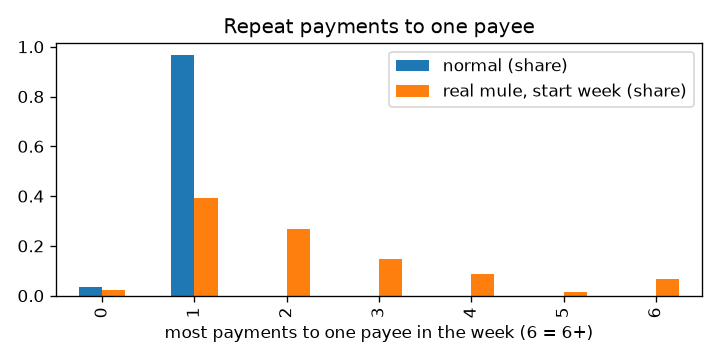 Repeat payments to one payee
normal (share)
real mule, start week (share)
1.0
0.8
0.6
0.4
0.2
0.0
0 1 2 3 4 5 6
most payments to one payee in the week (6 = 6+)